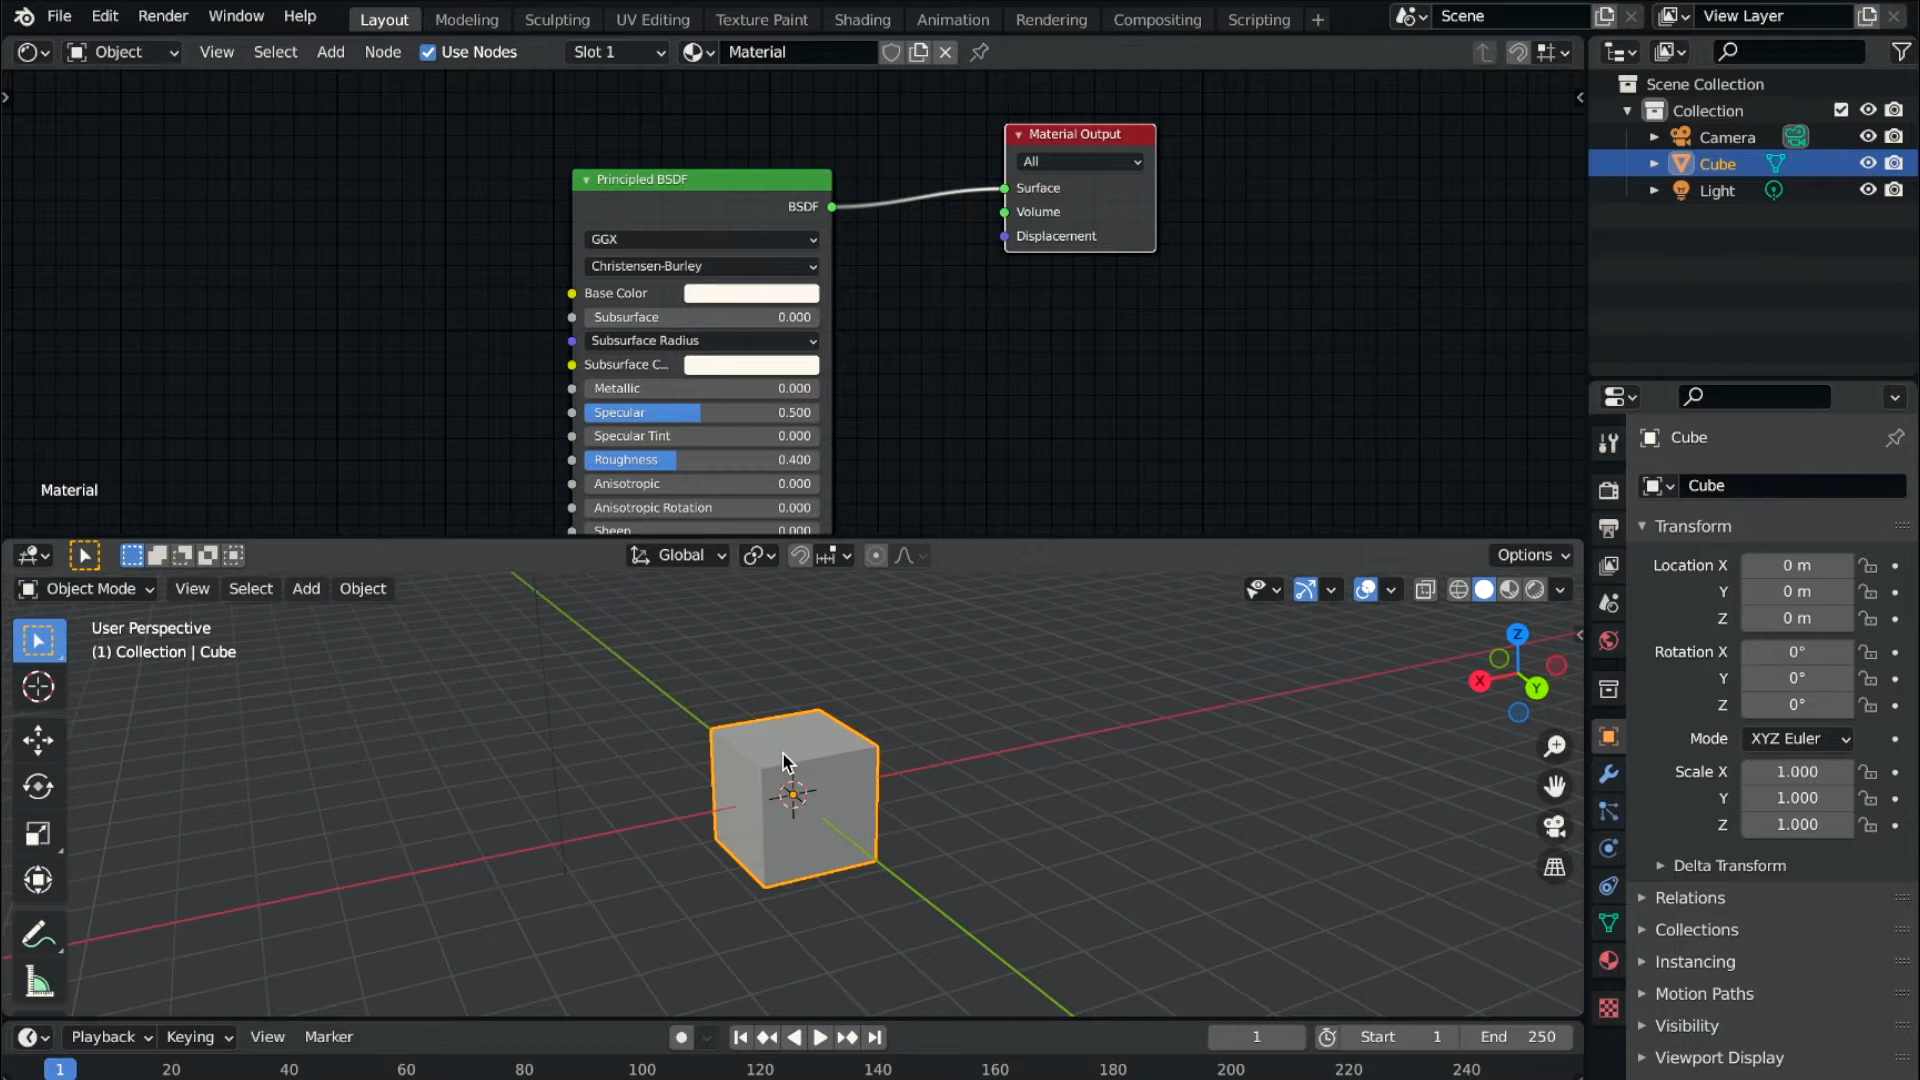 File Edit Render Window Help Layout Modeling Sculpting UV Editing Texture Paint Shading Animation Rendering Compositing Scripting + Scene View Layer
Object View Select Add Node Use Nodes Slot 1 Material
Principled BSDF
BSDF
GGX
Christensen-Burley
Base Color
Subsurface 0.000
Subsurface Radius
Subsurface C...
Metallic 0.000
Specular 0.500
Specular Tint 0.000
Roughness 0.400
Anisotropic 0.000
Anisotropic Rotation 0.000
Sheen 0.000
Material Output
All
Surface
Volume
Displacement
Material
Scene Collection
Collection
Camera
Cube
Light
Global Options
Object Mode View Select Add Object
User Perspective
(1) Collection | Cube
Z
X
Y
Cube
Cube
Transform
Location X 0 m
Y 0 m
Z 0 m
Rotation X 0°
Y 0°
Z 0°
Mode XYZ Euler
Scale X 1.000
Y 1.000
Z 1.000
Delta Transform
Relations
Collections
Instancing
Motion Paths
Visibility
Viewport Display
Playback Keying View Marker 1 Start 1 End 250
1 20 40 60 80 100 120 140 160 180 200 220 240